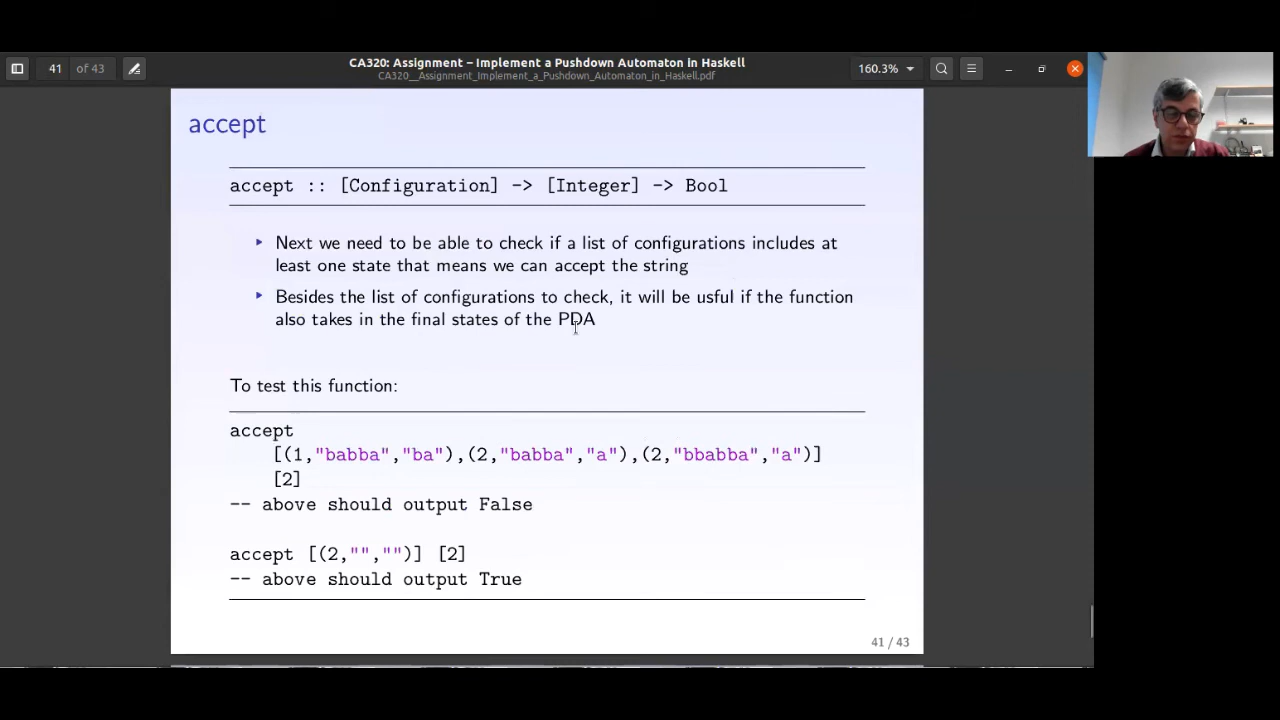 41 of 43
CA320: Assignment – Implement a Pushdown Automaton in Haskell
CA320__Assignment_Implement_a_Pushdown_Automaton_in_Haskell.pdf
160.3%
accept
accept :: [Configuration] -> [Integer] -> Bool
Next we need to be able to check if a list of configurations includes at
least one state that means we can accept the string
Besides the list of configurations to check, it will be usful if the function
also takes in the final states of the PDA
To test this function:
accept
[(1,"babba","ba"),(2,"babba","a"),(2,"bbabba","a")]
[2]
-- above should output False
accept [(2,"","")] [2]
-- above should output True
41 / 43